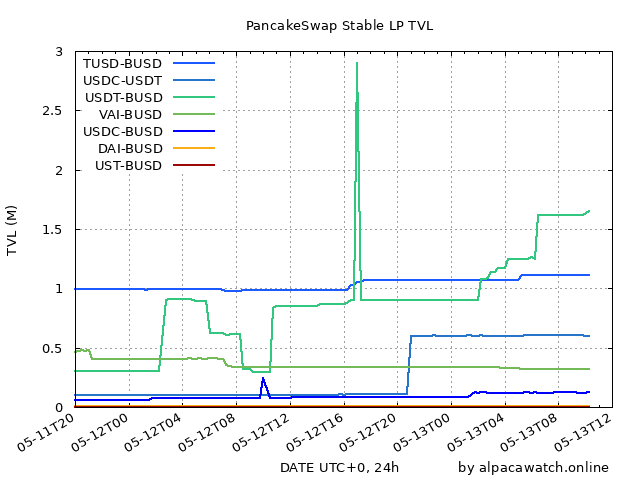 PancakeSwap Stable LP TVL
3
2.5
2
1.5
1
0.5
0
TVL (M)
TUSD-BUSD
USDC-USDT
USDT-BUSD
VAI-BUSD
USDC-BUSD
DAI-BUSD
UST-BUSD
05-11T20
05-12T00
05-12T04
05-12T08
05-12T12
05-12T16
05-12T20
05-13T00
05-13T04
05-13T08
05-13T12
DATE UTC+0, 24h
by alpacawatch.online